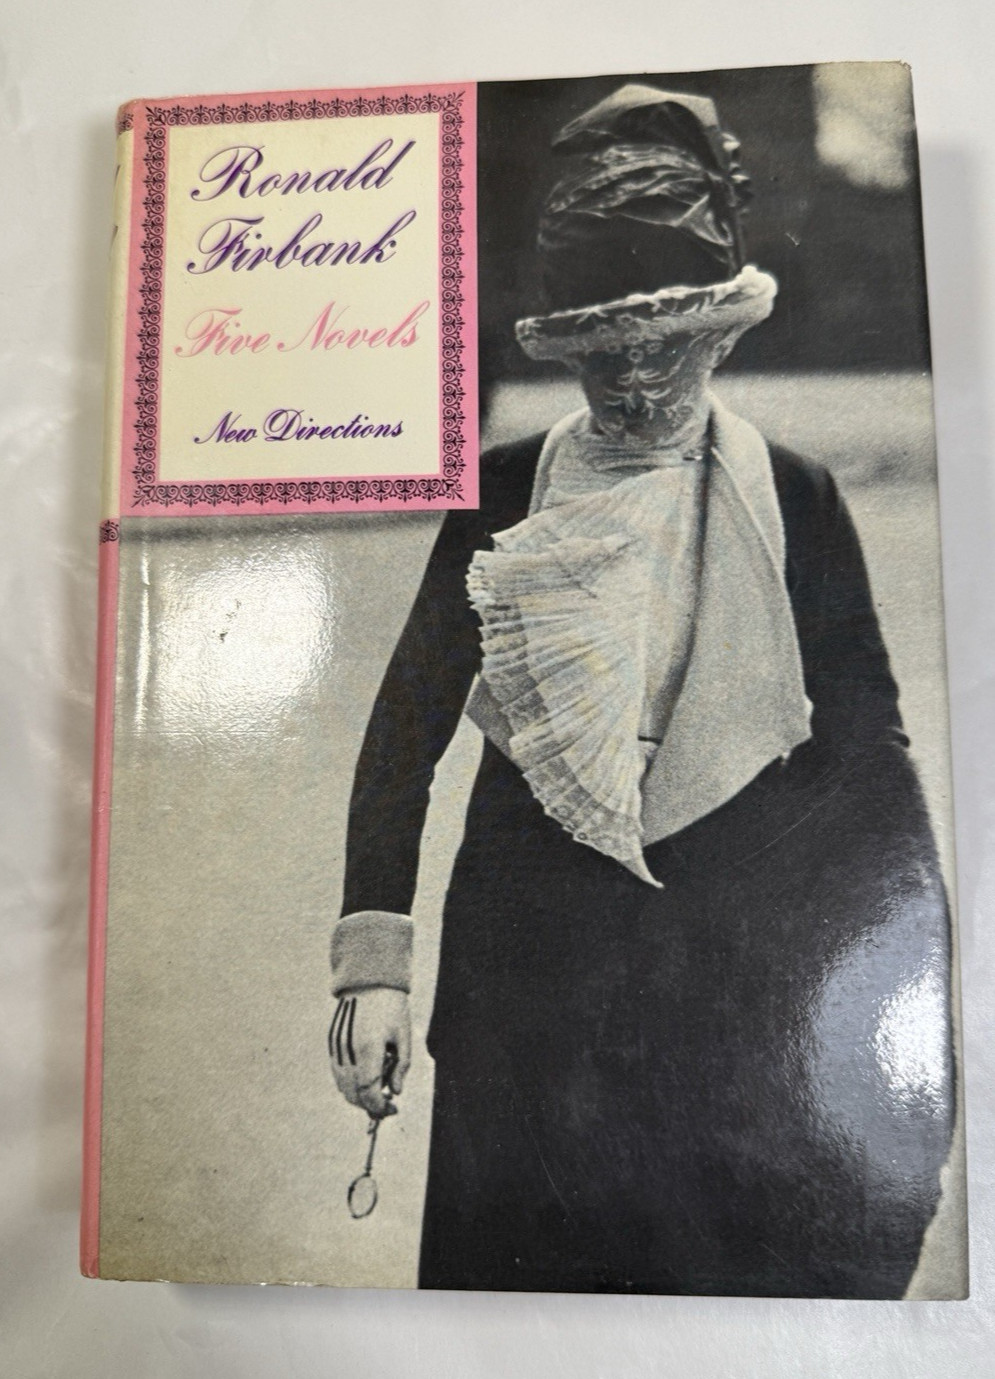 Ronald
Firbank
Five Novels
New Directions